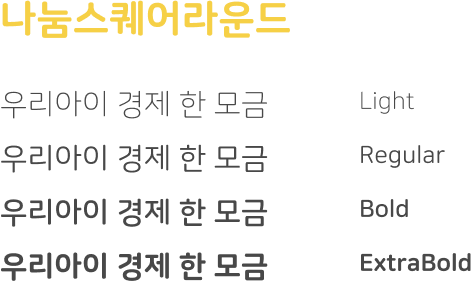 나눔스퀘어라운드
우리아이 경제 한 모금 Light
우리아이 경제 한 모금 Regular
우리아이 경제 한 모금 Bold
우리아이 경제 한 모금 ExtraBold